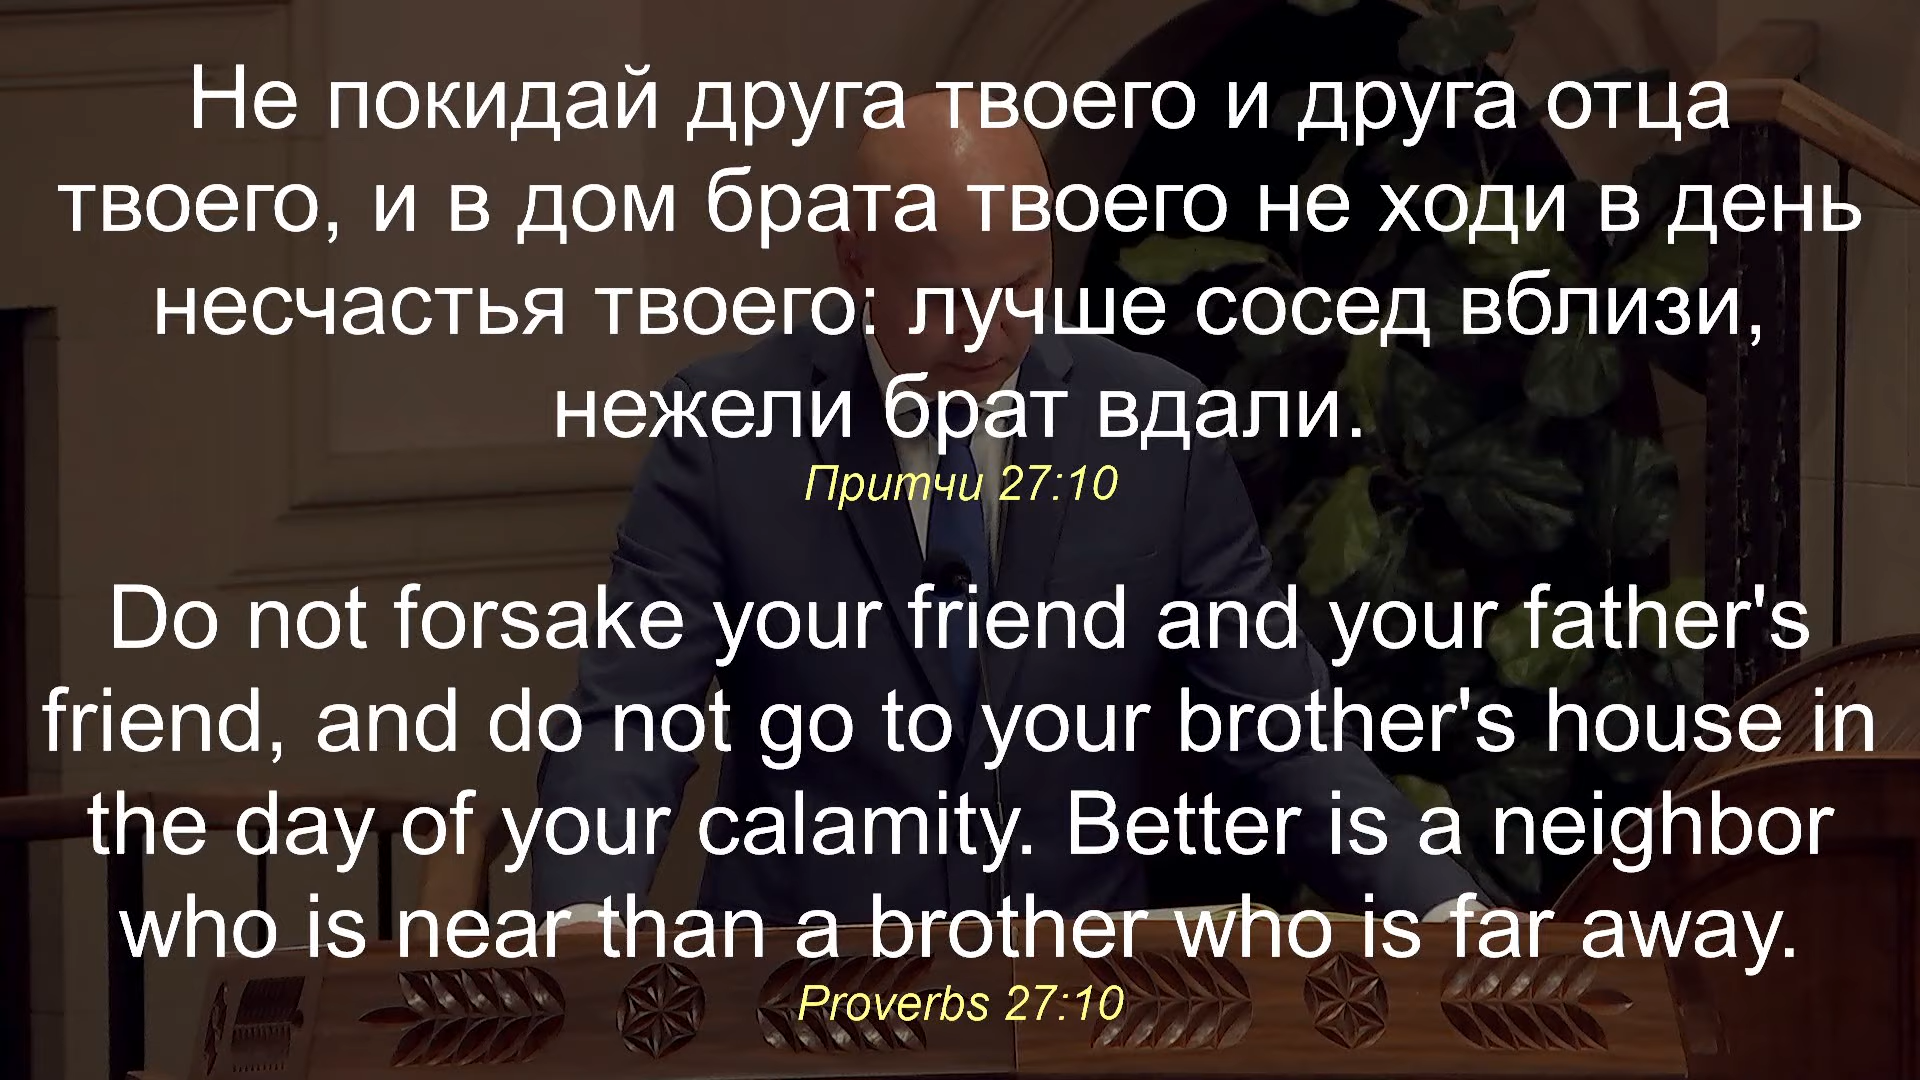 Не покидай друга твоего и друга отца
твоего, и в дом брата твоего не ходи в день
несчастья твоего: лучше сосед вблизи,
нежели брат вдали.
Притчи 27:10
Do not forsake your friend and your father's
friend, and do not go to your brother's house in
the day of your calamity. Better is a neighbor
who is near than a brother who is far away.
Proverbs 27:10